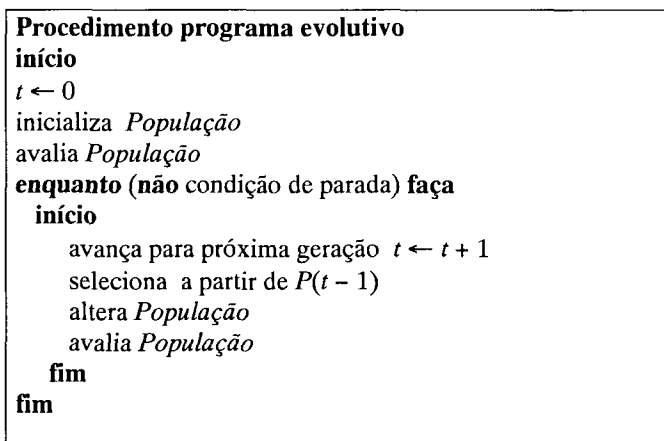 Procedimento programa evolutivo
início
t ← 0
inicializa População
avalia População
enquanto (não condição de parada) faça
início
avança para próxima geração t ← t + 1
seleciona a partir de P(t – 1)
altera População
avalia População
fim
fim